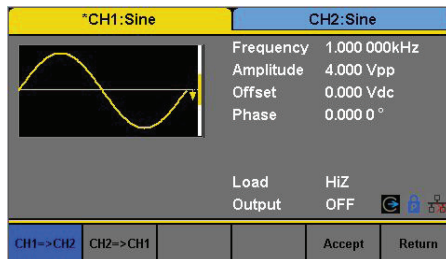 *CH1:Sine
CH2:Sine
Frequency 1.000 000kHz
Amplitude 4.000 Vpp
Offset 0.000 Vdc
Phase 0.000 0 °
Load HiZ
Output OFF
CH1=>CH2 CH2=>CH1 Accept Return